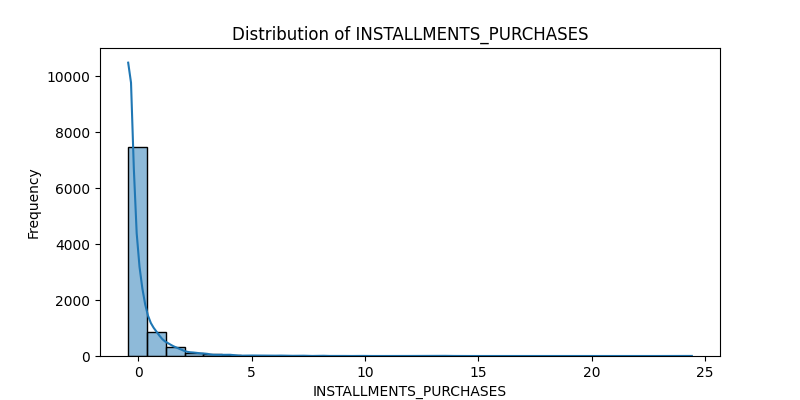 Distribution of INSTALLMENTS_PURCHASES
10000
8000
6000
4000
2000
0
Frequency
0 5 10 15 20 25
INSTALLMENTS_PURCHASES